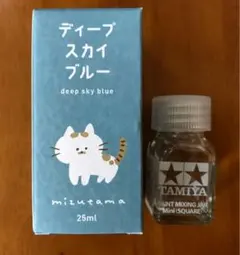 ディープ
スカイ
ブルー
deep sky blue
mizutama
25ml
TAMIYA
PAINT MIXING JAR
Mini (SQUARE)